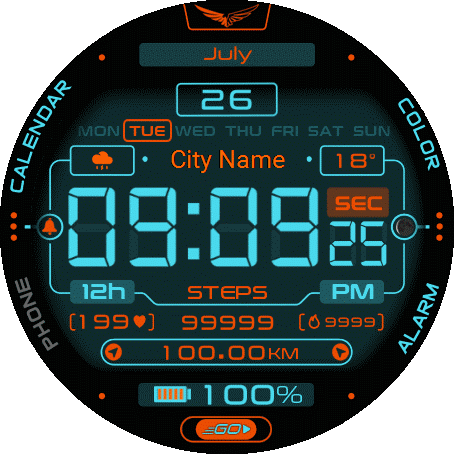 July
26
MON TUE WED THU FRI SAT SUN
CALENDAR
COLOR
City Name
18°
09:09
SEC
25
12h
STEPS
PM
PHONE
ALARM
[199] 99999 [9999]
100.00KM
100%
GO